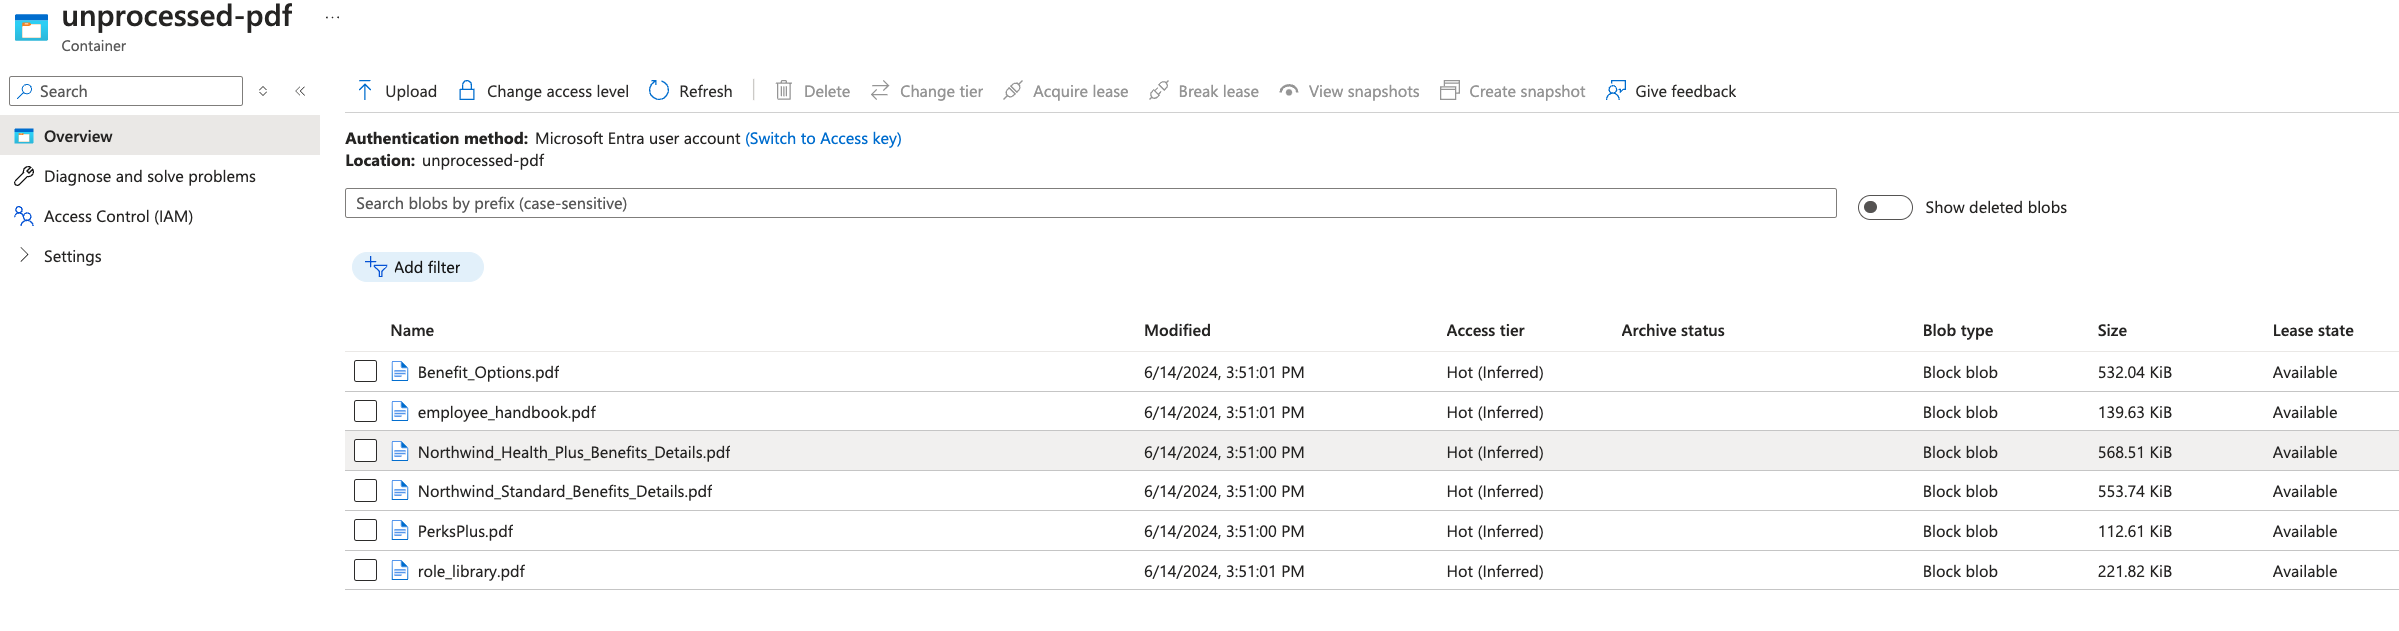 unprocessed-pdf ...
Container
Search
Upload Change access level Refresh Delete Change tier Acquire lease Break lease View snapshots Create snapshot Give feedback
Overview
Diagnose and solve problems
Access Control (IAM)
Settings
Authentication method: Microsoft Entra user account (Switch to Access key)
Location: unprocessed-pdf
Search blobs by prefix (case-sensitive)
Show deleted blobs
Add filter
Name Modified Access tier Archive status Blob type Size Lease state
Benefit_Options.pdf 6/14/2024, 3:51:01 PM Hot (Inferred) Block blob 532.04 KiB Available
employee_handbook.pdf 6/14/2024, 3:51:01 PM Hot (Inferred) Block blob 139.63 KiB Available
Northwind_Health_Plus_Benefits_Details.pdf 6/14/2024, 3:51:00 PM Hot (Inferred) Block blob 568.51 KiB Available
Northwind_Standard_Benefits_Details.pdf 6/14/2024, 3:51:00 PM Hot (Inferred) Block blob 553.74 KiB Available
PerksPlus.pdf 6/14/2024, 3:51:00 PM Hot (Inferred) Block blob 112.61 KiB Available
role_library.pdf 6/14/2024, 3:51:01 PM Hot (Inferred) Block blob 221.82 KiB Available